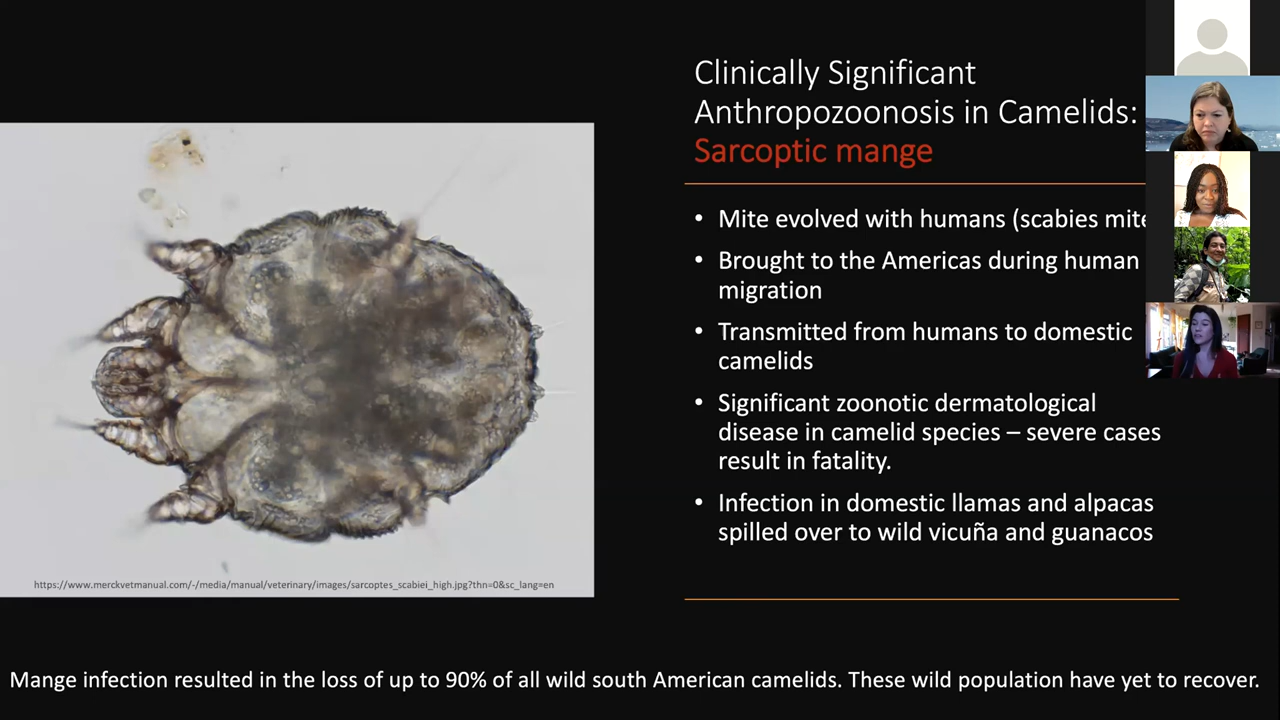 Clinically Significant
Anthropozoonosis in Camelids:
Sarcoptic mange
• Mite evolved with humans (scabies mite
• Brought to the Americas during human
migration
• Transmitted from humans to domestic
camelids
• Significant zoonotic dermatological
disease in camelid species – severe cases
result in fatality.
• Infection in domestic llamas and alpacas
spilled over to wild vicuña and guanacos
https://www.merckvetmanual.com/-/media/manual/veterinary/images/sarcoptes_scabiei_high.jpg?thn=0&sc_lang=en
Mange infection resulted in the loss of up to 90% of all wild south American camelids. These wild population have yet to recover.